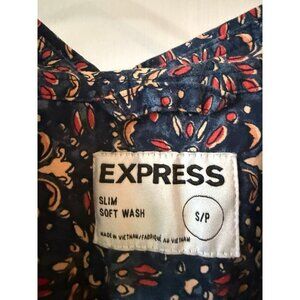 EXPRESS
SLIM
SOFT WASH
S/P
MADE IN VIETNAM/FABRIQUÉ AU VIETNAM